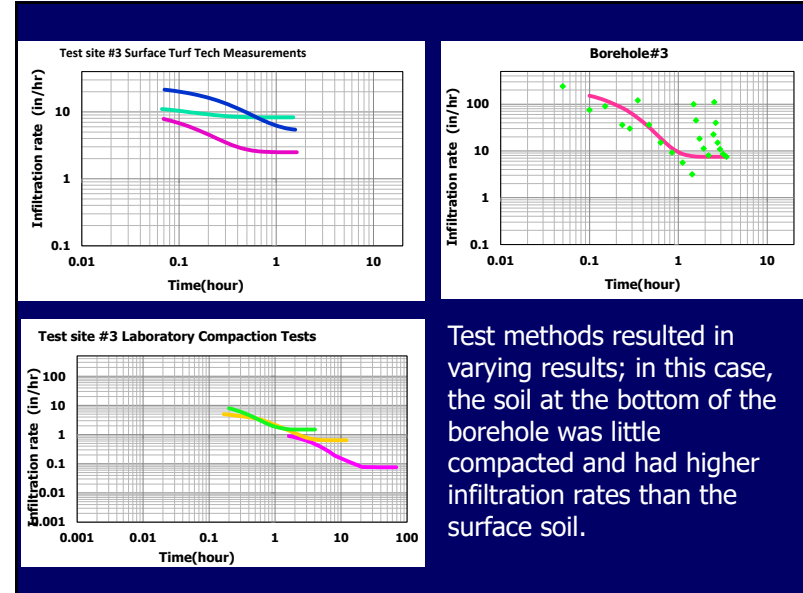 Test site #3 Surface Turf Tech Measurements
Infiltration rate (in/hr)
10
1
0.1
0.01 0.1 1 10
Time(hour)
Borehole#3
Infiltration rate (in/hr)
100
10
1
0.1
0.01 0.1 1 10
Time(hour)
Test site #3 Laboratory Compaction Tests
Infiltration rate (in/hr)
100
10
1
0.1
0.01
0.001
0.001 0.01 0.1 1 10 100
Time(hour)
Test methods resulted in
varying results; in this case,
the soil at the bottom of the
borehole was little
compacted and had higher
infiltration rates than the
surface soil.